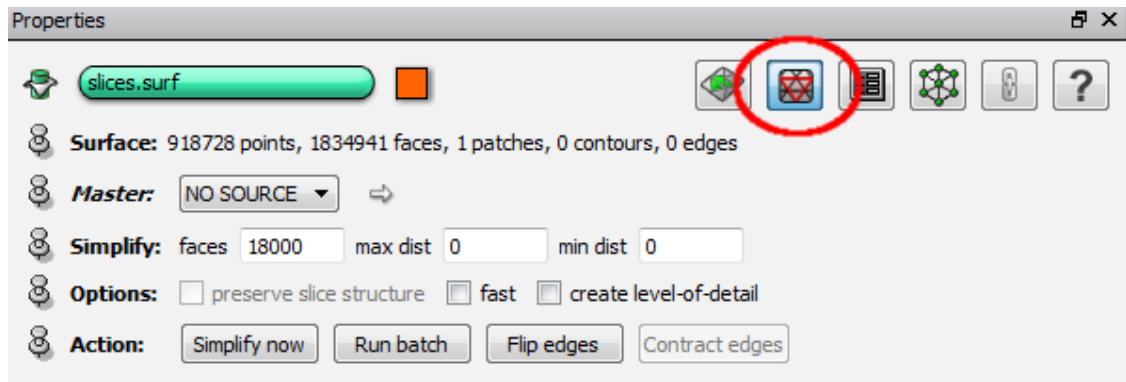 Properties
slices.surf
?
Surface: 918728 points, 1834941 faces, 1 patches, 0 contours, 0 edges
Master: NO SOURCE
Simplify: faces 18000 max dist 0 min dist 0
Options: preserve slice structure fast create level-of-detail
Action: Simplify now Run batch Flip edges Contract edges